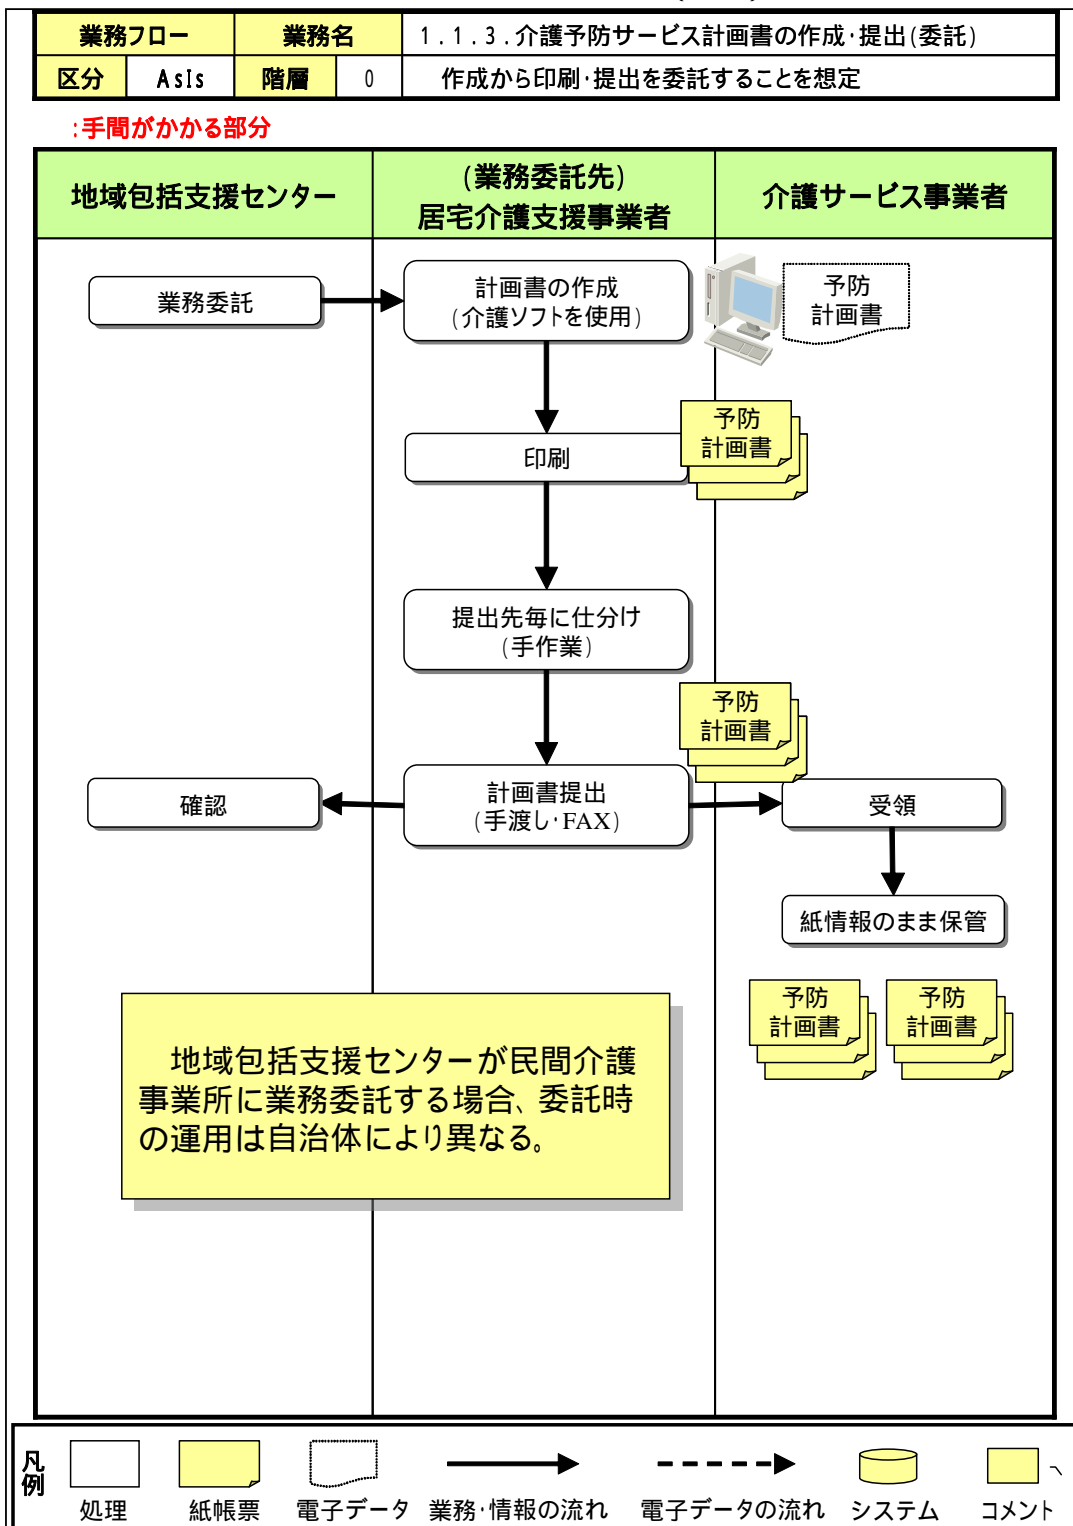 業務フロー 業務名 1.1.3.介護予防サービス計画書の作成・提出(委託)
区分 AsIs 階層 0 作成から印刷・提出を委託することを想定
:手間がかかる部分
地域包括支援センター
(業務委託先)
居宅介護支援事業者
介護サービス事業者
業務委託
計画書の作成
(介護ソフトを使用)
予防
計画書
印刷
予防
計画書
提出先毎に仕分け
(手作業)
予防
計画書
確認
計画書提出
(手渡し・FAX)
受領
紙情報のまま保管
予防
計画書
予防
計画書
地域包括支援センターが民間介護
事業所に業務委託する場合、委託時
の運用は自治体により異なる。
凡例
処理 紙帳票 電子データ 業務・情報の流れ 電子データの流れ システム コメント